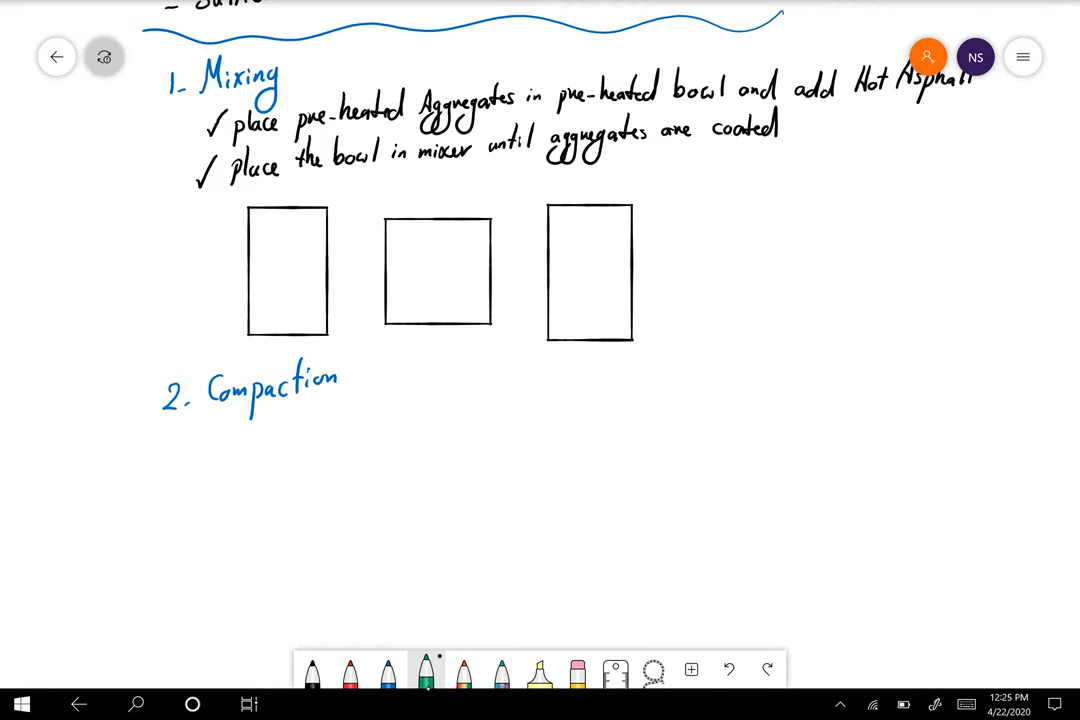 1- Mixing
NS
✓ place pre-heated Aggregates in pre-heated bowl and add Hot Asphalt
✓ place the bowl in mixer until aggregates are coated
2- Compaction
12:25 PM
4/22/2020